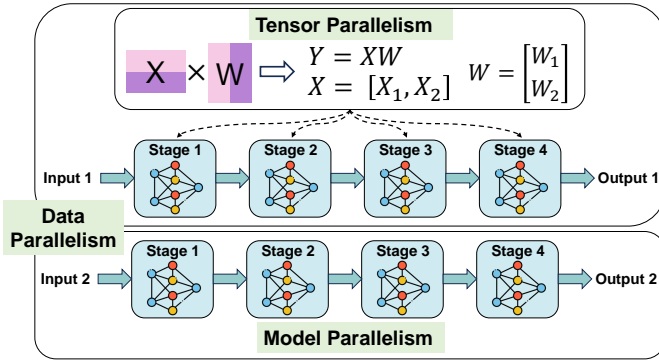 Tensor Parallelism
X × W ⇨ Y = XW
X = [X₁, X₂] W = [W₁
W₂]
Stage 1 Stage 2 Stage 3 Stage 4
Input 1 Output 1
Data
Parallelism
Stage 1 Stage 2 Stage 3 Stage 4
Input 2 Output 2
Model Parallelism